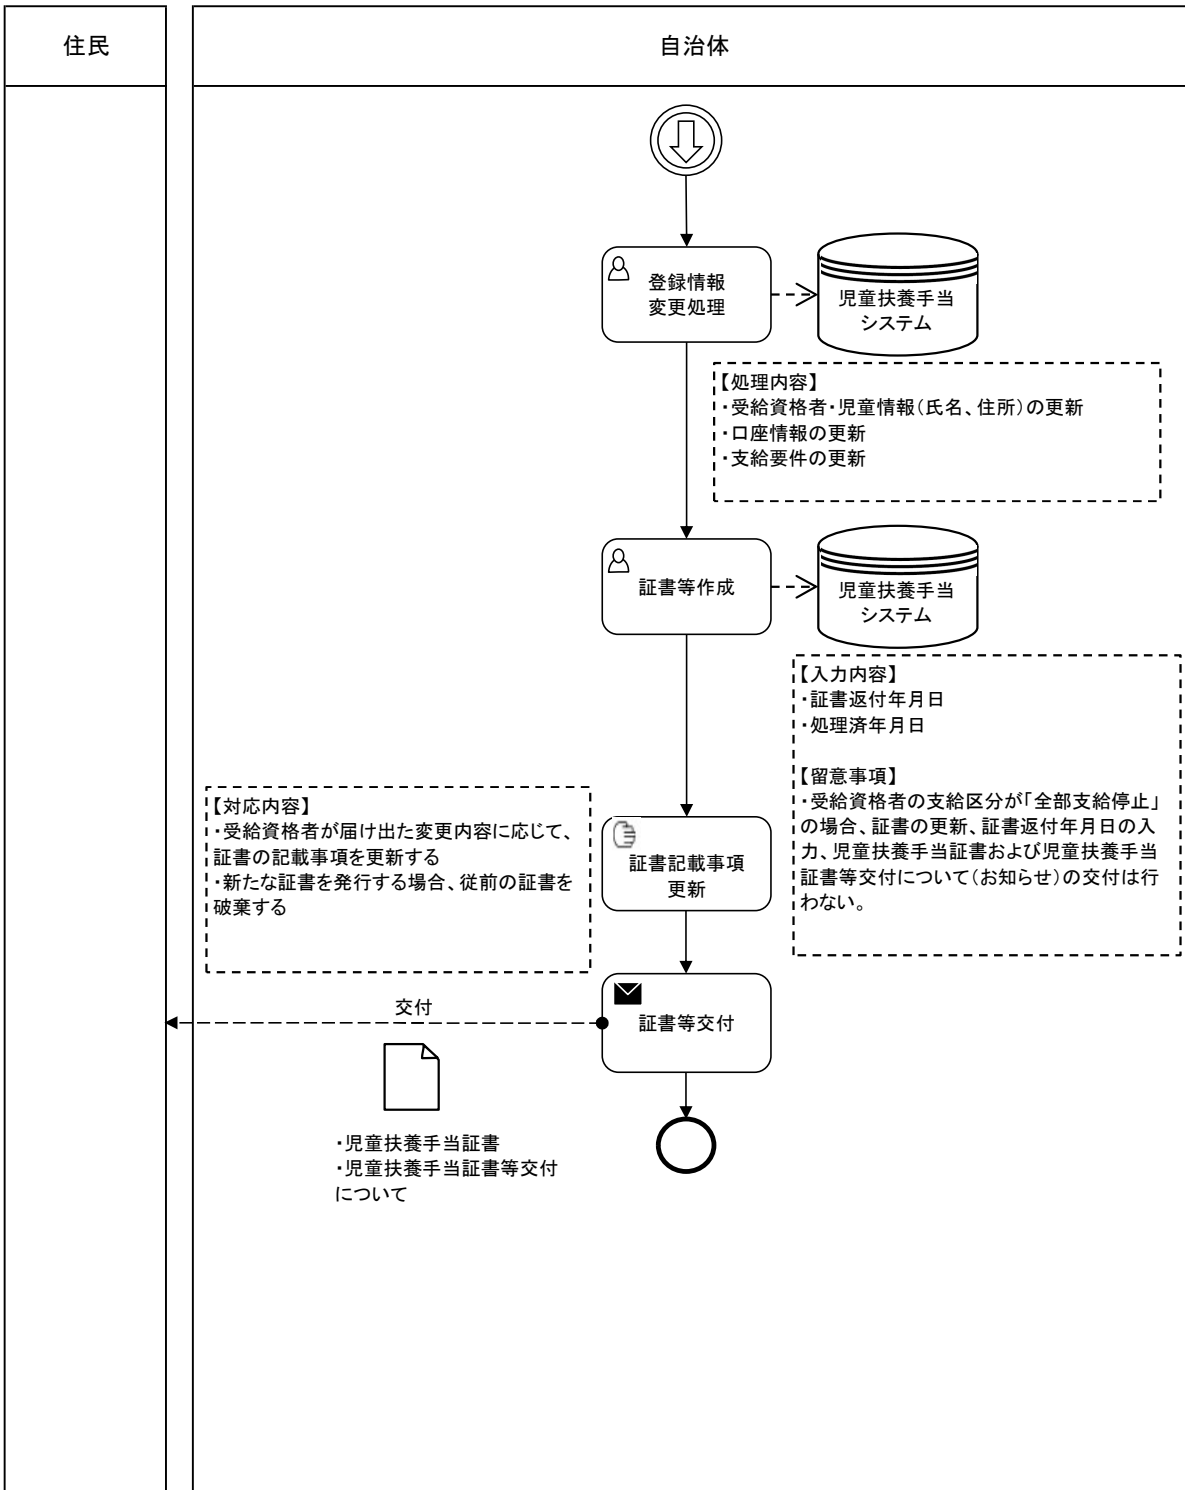 住民
自治体
登録情報
変更処理
児童扶養手当
システム
【処理内容】
・受給資格者・児童情報（氏名、住所）の更新
・口座情報の更新
・支給要件の更新
証書等作成
児童扶養手当
システム
【入力内容】
・証書返付年月日
・処理済年月日
【留意事項】
・受給資格者の支給区分が「全部支給停止」
の場合、証書の更新、証書返付年月日の入
力、児童扶養手当証書および児童扶養手当
証書等交付について（お知らせ）の交付は行
わない。
【対応内容】
・受給資格者が届け出た変更内容に応じて、
証書の記載事項を更新する
・新たな証書を発行する場合、従前の証書を
破棄する
証書記載事項
更新
証書等交付
交付
・児童扶養手当証書
・児童扶養手当証書等交付
について